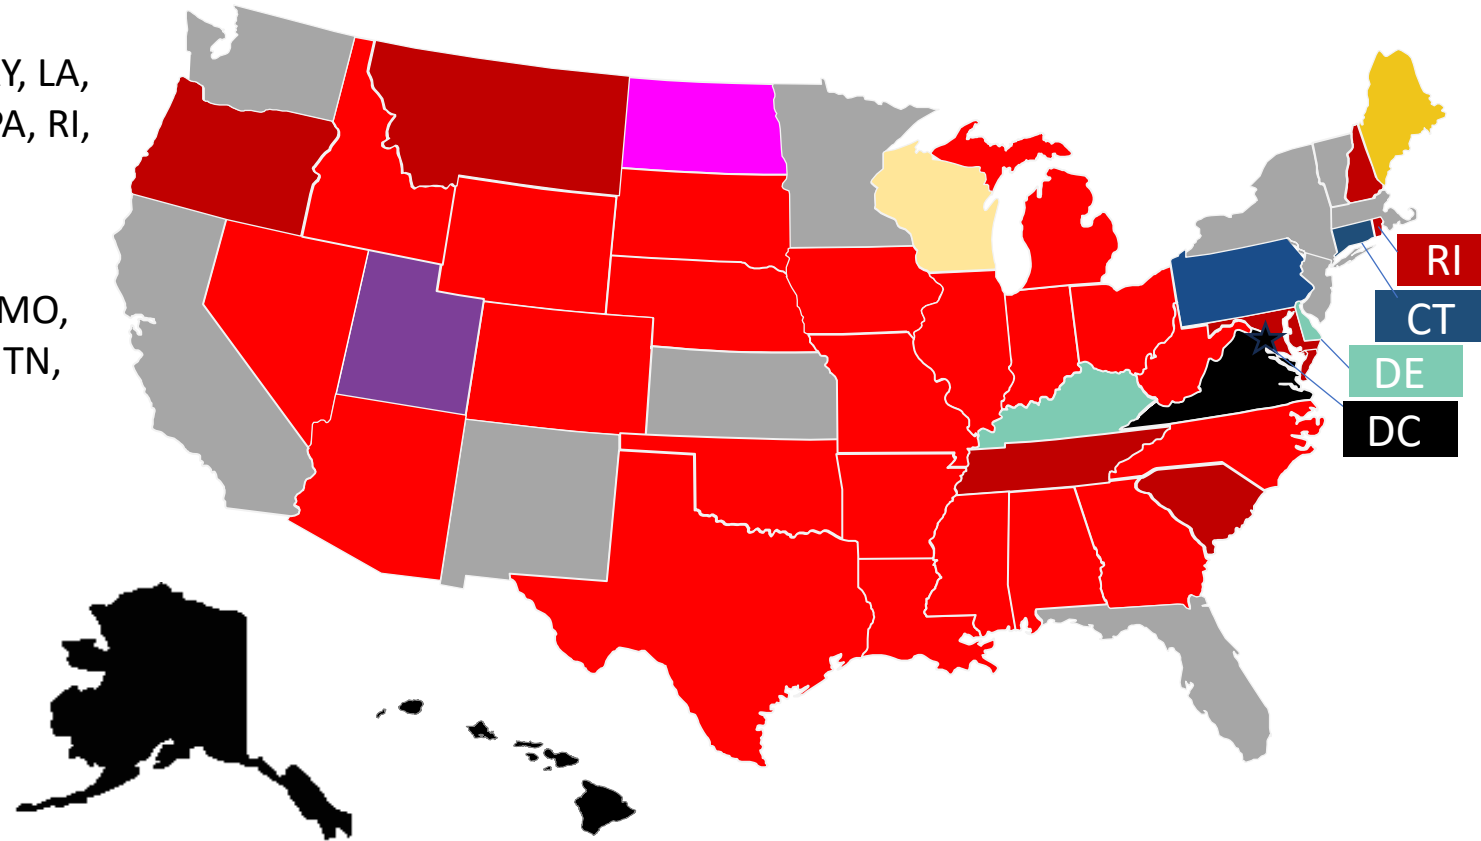 Y, LA,
PA, RI,
MO,
TN,
RI
CT
DE
DC